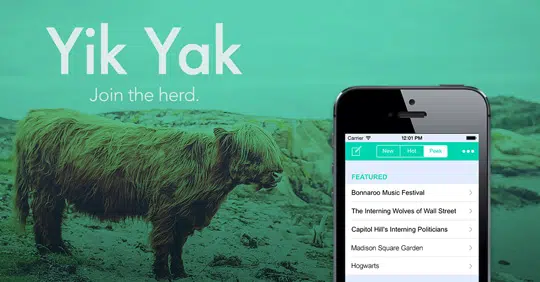 Yik Yak
Join the herd.
Carrier 12:01 PM
New Hot Peek
FEATURED
Bonnaroo Music Festival
The Interning Wolves of Wall Street
Capitol Hill's Interning Politicians
Madison Square Garden
Hogwarts